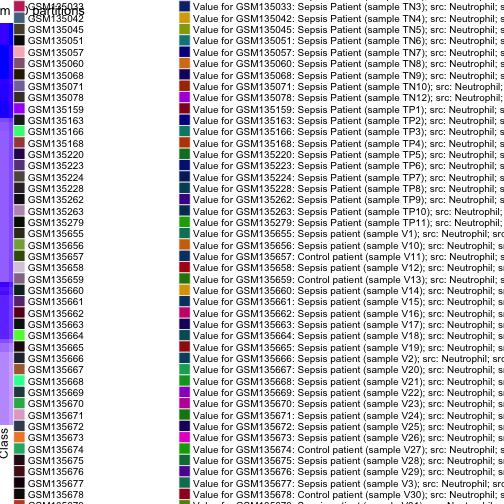 m partitions
GSM135033 Value for GSM135033: Sepsis Patient (sample TN3); src: Neutrophil; s
GSM135042 Value for GSM135042: Sepsis Patient (sample TN4); src: Neutrophil; s
GSM135045 Value for GSM135045: Sepsis Patient (sample TN5); src: Neutrophil; s
GSM135051 Value for GSM135051: Sepsis Patient (sample TN6); src: Neutrophil; s
GSM135057 Value for GSM135057: Sepsis Patient (sample TN7); src: Neutrophil; s
GSM135060 Value for GSM135060: Sepsis Patient (sample TN8); src: Neutrophil; s
GSM135068 Value for GSM135068: Sepsis Patient (sample TN9); src: Neutrophil; s
GSM135071 Value for GSM135071: Sepsis Patient (sample TN10); src: Neutrophil;
GSM135078 Value for GSM135078: Sepsis Patient (sample TN12); src: Neutrophil;
GSM135159 Value for GSM135159: Sepsis Patient (sample TP1); src: Neutrophil; s
GSM135163 Value for GSM135163: Sepsis Patient (sample TP2); src: Neutrophil; s
GSM135166 Value for GSM135166: Sepsis Patient (sample TP3); src: Neutrophil; s
GSM135168 Value for GSM135168: Sepsis Patient (sample TP4); src: Neutrophil; s
GSM135220 Value for GSM135220: Sepsis Patient (sample TP5); src: Neutrophil; s
GSM135223 Value for GSM135223: Sepsis Patient (sample TP6); src: Neutrophil; s
GSM135224 Value for GSM135224: Sepsis Patient (sample TP7); src: Neutrophil; s
GSM135228 Value for GSM135228: Sepsis Patient (sample TP8); src: Neutrophil; s
GSM135262 Value for GSM135262: Sepsis Patient (sample TP9); src: Neutrophil; s
GSM135263 Value for GSM135263: Sepsis Patient (sample TP10); src: Neutrophil;
GSM135279 Value for GSM135279: Sepsis Patient (sample TP11); src: Neutrophil;
GSM135655 Value for GSM135655: Sepsis patient (sample V1); src: Neutrophil; sr
GSM135656 Value for GSM135656: Sepsis patient (sample V10); src: Neutrophil; s
GSM135657 Value for GSM135657: Control patient (sample V11); src: Neutrophil;
GSM135658 Value for GSM135658: Sepsis patient (sample V12); src: Neutrophil; s
GSM135659 Value for GSM135659: Control patient (sample V13); src: Neutrophil;
GSM135660 Value for GSM135660: Sepsis patient (sample V14); src: Neutrophil; s
GSM135661 Value for GSM135661: Sepsis patient (sample V15); src: Neutrophil; s
GSM135662 Value for GSM135662: Sepsis patient (sample V16); src: Neutrophil; s
GSM135663 Value for GSM135663: Sepsis patient (sample V17); src: Neutrophil; s
GSM135664 Value for GSM135664: Sepsis patient (sample V18); src: Neutrophil; s
GSM135665 Value for GSM135665: Sepsis patient (sample V19); src: Neutrophil; s
GSM135666 Value for GSM135666: Sepsis patient (sample V2); src: Neutrophil; sr
GSM135667 Value for GSM135667: Sepsis patient (sample V20); src: Neutrophil; s
GSM135668 Value for GSM135668: Sepsis patient (sample V21); src: Neutrophil; s
GSM135669 Value for GSM135669: Sepsis patient (sample V22); src: Neutrophil; s
GSM135670 Value for GSM135670: Sepsis patient (sample V23); src: Neutrophil; s
GSM135671 Value for GSM135671: Sepsis patient (sample V24); src: Neutrophil; s
GSM135672 Value for GSM135672: Sepsis patient (sample V25); src: Neutrophil; s
GSM135673 Value for GSM135673: Sepsis patient (sample V26); src: Neutrophil; s
GSM135674 Value for GSM135674: Control patient (sample V27); src: Neutrophil;
GSM135675 Value for GSM135675: Sepsis patient (sample V28); src: Neutrophil; s
GSM135676 Value for GSM135676: Sepsis patient (sample V29); src: Neutrophil; s
GSM135677 Value for GSM135677: Sepsis patient (sample V3); src: Neutrophil; sr
GSM135678 Value for GSM135678: Control patient (sample V30); src: Neutrophil;
Class